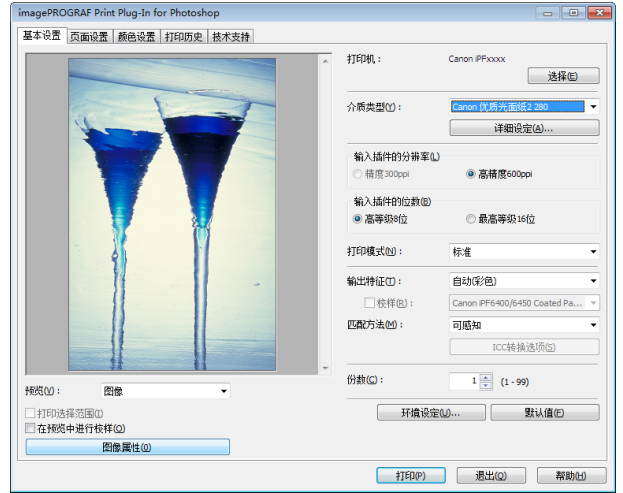 imagePROGRAF Print Plug-In for Photoshop
基本设置 页面设置 颜色设置 打印历史 技术支持
打印机： Canon iPFxxxx
选择(E)
介质类型(Y)： Canon 优质光面纸2 280
详细设定(A)...
输入插件的分辨率(L)
精度300ppi 高精度600ppi
输入插件的位数(B)
高等级8位 最高等级16位
打印模式(N)： 标准
输出特征(T)： 自动(彩色)
校样(R)： Canon iPF6400/6450 Coated Pa...
匹配方法(M)： 可感知
ICC转换选项(S)
份数(C)： 1 (1 - 99)
环境设定(U)... 默认值(F)
预览(V)： 图像
打印选择范围(I)
在预览中进行校样(O)
图像属性(0)
打印(P) 退出(Q) 帮助(H)